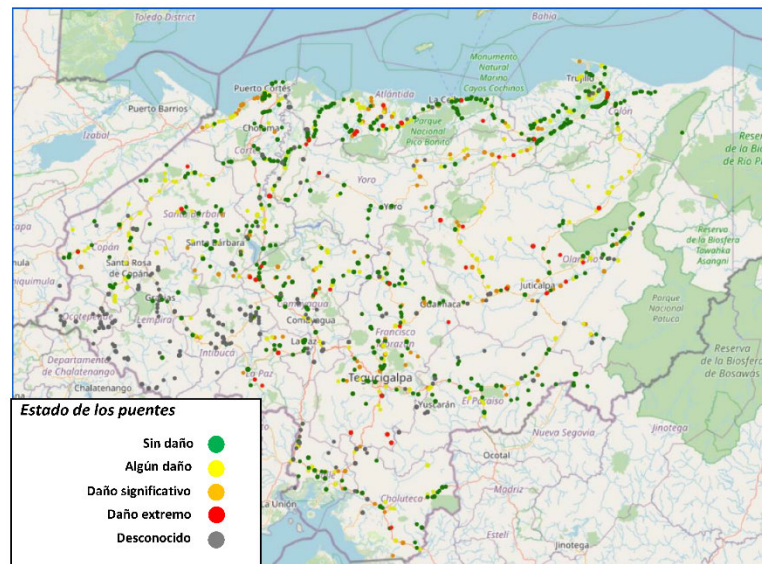 Toledo District
Bahía
Monumento
Natural
Marino
Cayos Cochinos
Trujillo
Puerto Cortés
Puerto Barrios
Izabal
Atlántida
La Ceiba
Parque
Nacional
Pico Bonito
Colón
Choloma
Yoro
Yoro
Reserva
de la Bio
de Río P
Santa Bárbara
Santa Bárbara
Copán
Santa Rosa
de Copán
Gracias
Lempira
Ocotepeque
Intibucá
Comayagua
Comayagua
La Paz
La Paz
Francisco
Morazán
Guaimaca
Juticalpa
Olancho
Reserva
de la Biosfera
Tawahka
Asangni
Parque
Nacional
Patuca
Reserva
de la Biosfera
de Bosawás
Departamento
de Chalatenango
Chalatenango
Tegucigalpa
Yuscarán
El Paraíso
Nueva Segovia
Jinotega
Ocotal
Madriz
Estelí
Jinotega
Choluteca
La Unión
Estado de los puentes
Sin daño
Algún daño
Daño significativo
Daño extremo
Desconocido